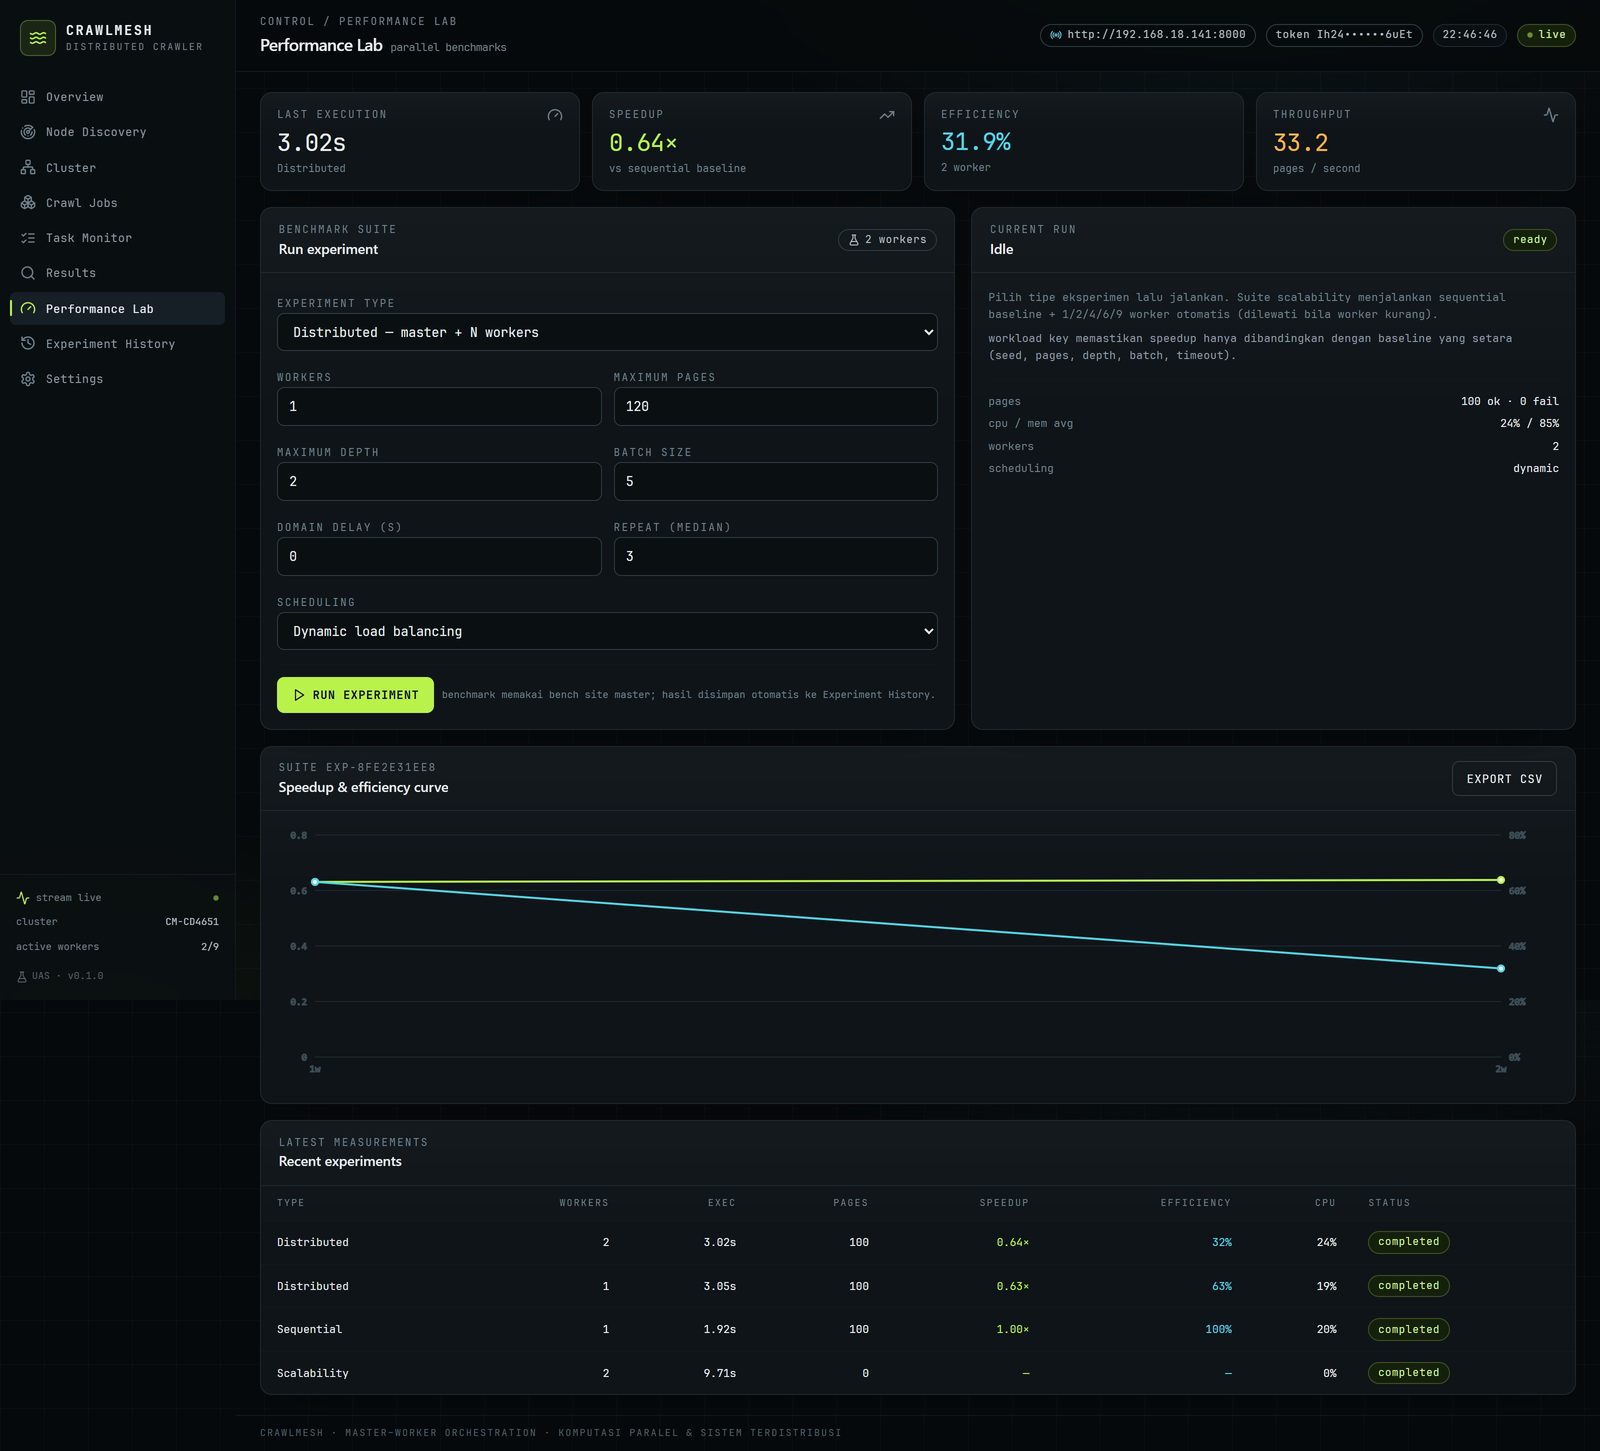 CRAWLMESH
DISTRIBUTED CRAWLER
Overview
Node Discovery
Cluster
Crawl Jobs
Task Monitor
Results
Performance Lab
Experiment History
Settings
stream live
cluster CM-CD4651
active workers 2/9
UAS · v0.1.0
CONTROL / PERFORMANCE LAB
Performance Lab parallel benchmarks
http://192.168.18.141:8000
token Ih24••••••6uEt
22:46:46
live
LAST EXECUTION
3.02s
Distributed
SPEEDUP
0.64×
vs sequential baseline
EFFICIENCY
31.9%
2 worker
THROUGHPUT
33.2
pages / second
BENCHMARK SUITE
Run experiment
2 workers
EXPERIMENT TYPE
Distributed — master + N workers
WORKERS MAXIMUM PAGES
1 120
MAXIMUM DEPTH BATCH SIZE
2 5
DOMAIN DELAY (S) REPEAT (MEDIAN)
0 3
SCHEDULING
Dynamic load balancing
RUN EXPERIMENT benchmark memakai bench site master; hasil disimpan otomatis ke Experiment History.
CURRENT RUN
Idle
ready
Pilih tipe eksperimen lalu jalankan. Suite scalability menjalankan sequential
baseline + 1/2/4/6/9 worker otomatis (dilewati bila worker kurang).
workload key memastikan speedup hanya dibandingkan dengan baseline yang setara
(seed, pages, depth, batch, timeout).
pages 100 ok · 0 fail
cpu / mem avg 24% / 85%
workers 2
scheduling dynamic
SUITE EXP-8FE2E31EE8
Speedup & efficiency curve
EXPORT CSV
0.8 80%
0.6 60%
0.4 40%
0.2 20%
0 0%
1w 2w
LATEST MEASUREMENTS
Recent experiments
TYPE WORKERS EXEC PAGES SPEEDUP EFFICIENCY CPU STATUS
Distributed 2 3.02s 100 0.64× 32% 24% completed
Distributed 1 3.05s 100 0.63× 63% 19% completed
Sequential 1 1.92s 100 1.00× 100% 20% completed
Scalability 2 9.71s 0 — — 0% completed
CRAWLMESH · MASTER–WORKER ORCHESTRATION · KOMPUTASI PARALEL & SISTEM TERDISTRIBUSI